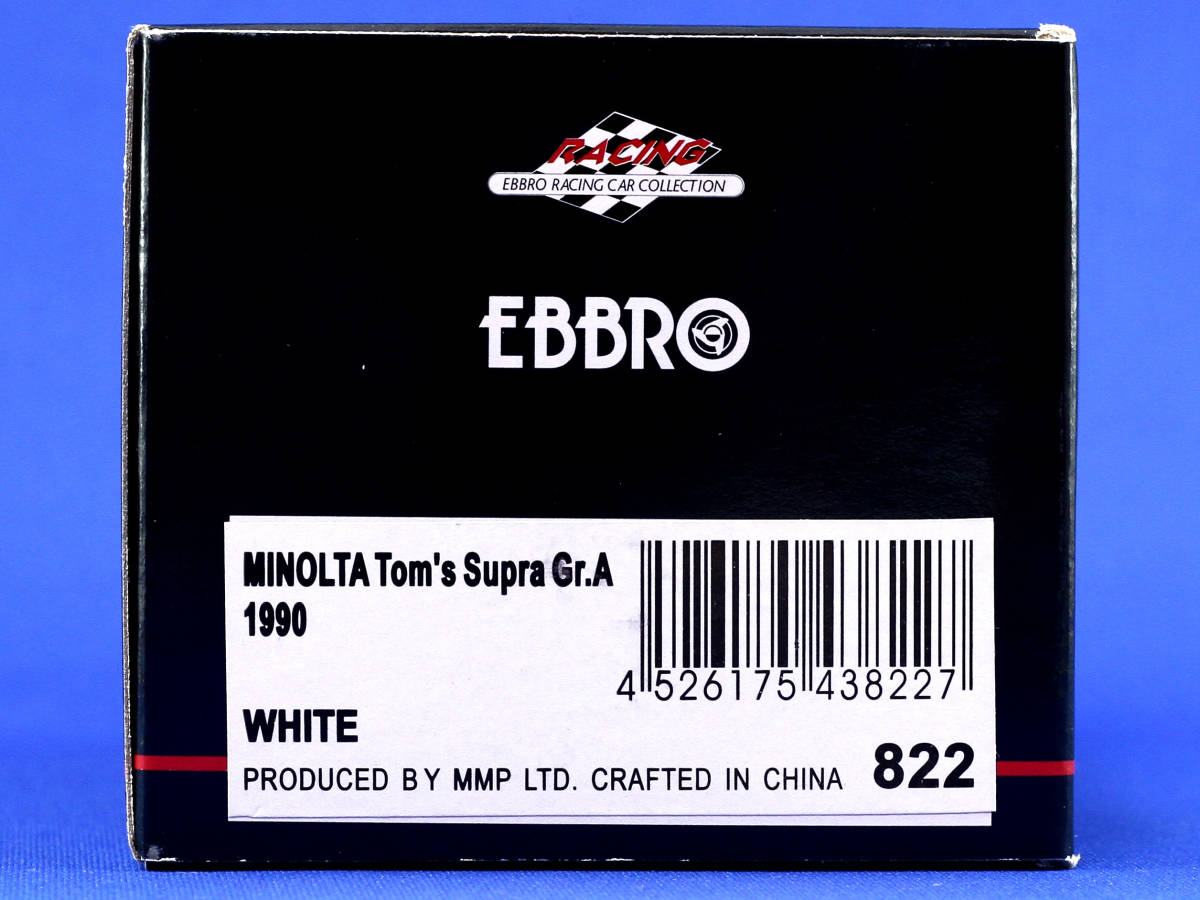 RACING
EBBRO RACING CAR COLLECTION
EBBRO
MINOLTA Tom's Supra Gr.A
1990
4 526175 438227
WHITE
PRODUCED BY MMP LTD. CRAFTED IN CHINA 822